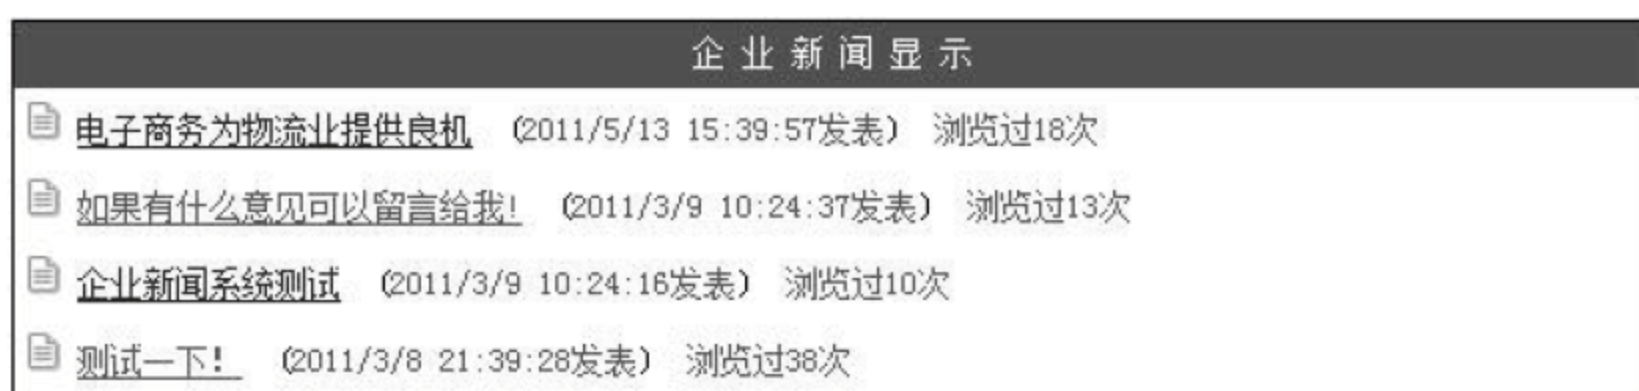 企业新闻显示
电子商务为物流业提供良机 (2011/5/13 15:39:57发表) 浏览过18次
如果有什么意见可以留言给我! (2011/3/9 10:24:37发表) 浏览过13次
企业新闻系统测试 (2011/3/9 10:24:16发表) 浏览过10次
测试一下! (2011/3/8 21:39:28发表) 浏览过38次